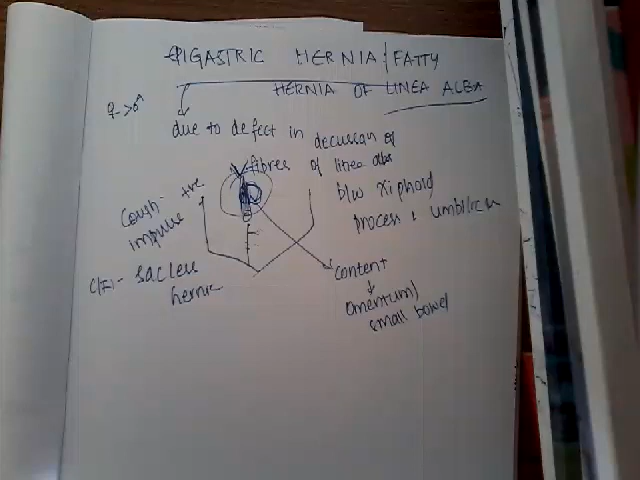 EPIGASTRIC HERNIA / FATTY
HERNIA OF LINEA ALBA
♀ > ♂
due to defect in decussan of
fibres of linea alba
b/w xiphoid
process & umbilicus
Cough +ve
impulse
C/F - Sacless
hernia
content
↓
omentum/
small bowel